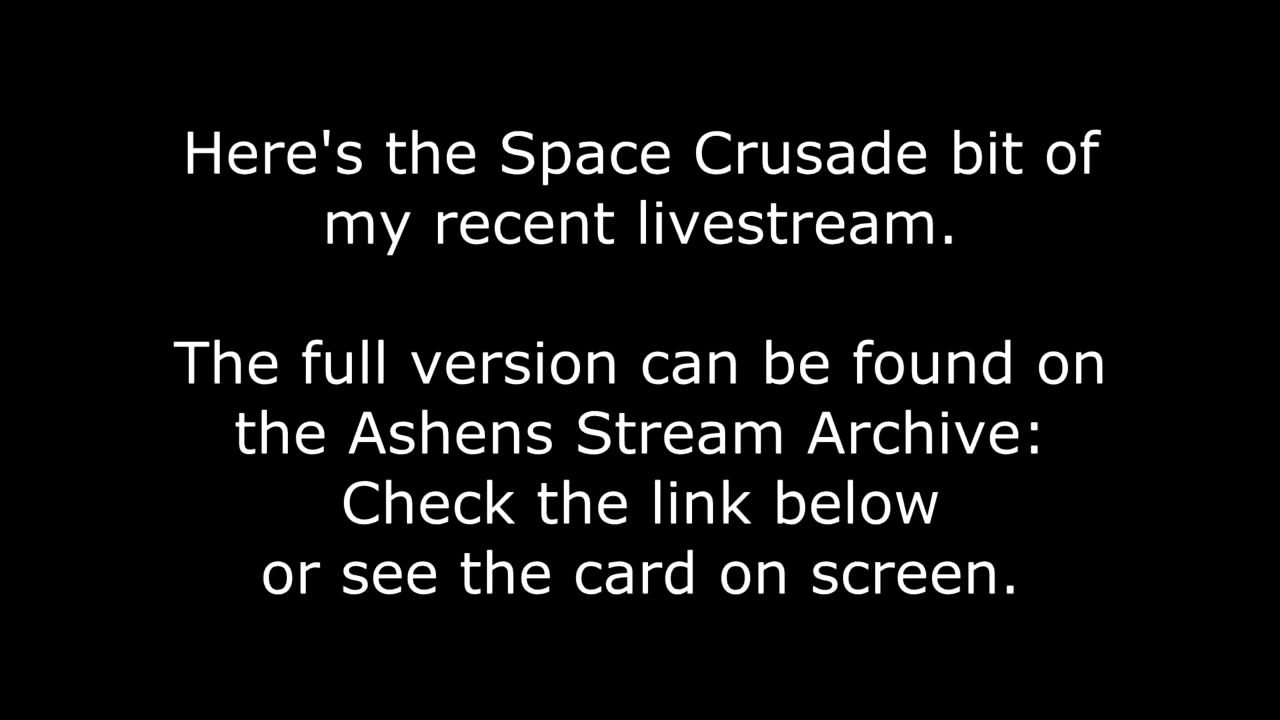 Here's the Space Crusade bit of
my recent livestream.
The full version can be found on
the Ashens Stream Archive:
Check the link below
or see the card on screen.